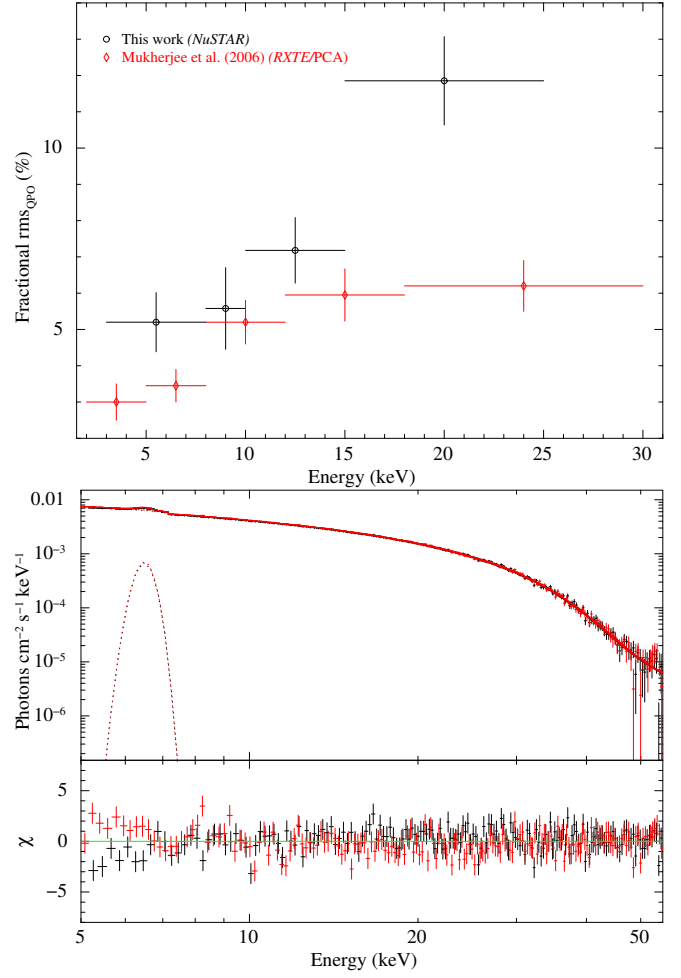 This work (NuSTAR)
Mukherjee et al. (2006) (RXTE/PCA)
Fractional rms_QPO (%)
10
5
5 10 15 20 25 30
Energy (keV)
Photons cm⁻² s⁻¹ keV⁻¹
0.01
10⁻³
10⁻⁴
10⁻⁵
10⁻⁶
χ
5
0
−5
5 10 20 50
Energy (keV)